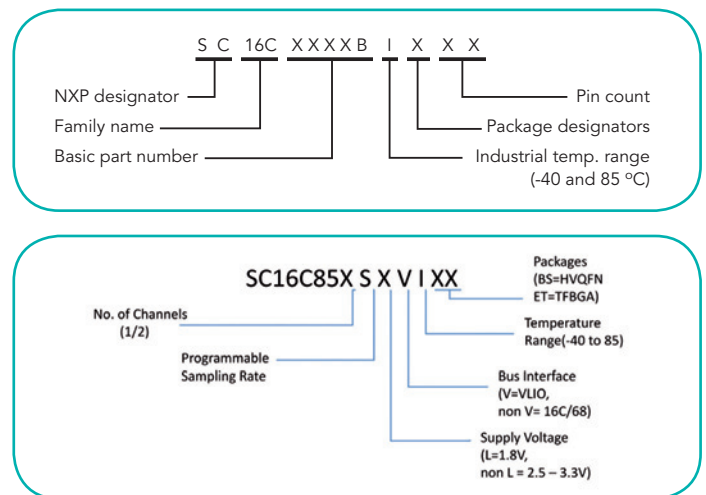 S C 16C X X X X B I X X X
NXP designator
Pin count
Family name
Package designators
Basic part number
Industrial temp. range
(-40 and 85 ºC)
SC16C85X S X V I XX
Packages
(BS=HVQFN
ET=TFBGA)
No. of Channels
(1/2)
Temperature
Range(-40 to 85)
Programmable
Sampling Rate
Bus Interface
(V=VLIO,
non V= 16C/68)
Supply Voltage
(L=1.8V,
non L = 2.5 – 3.3V)